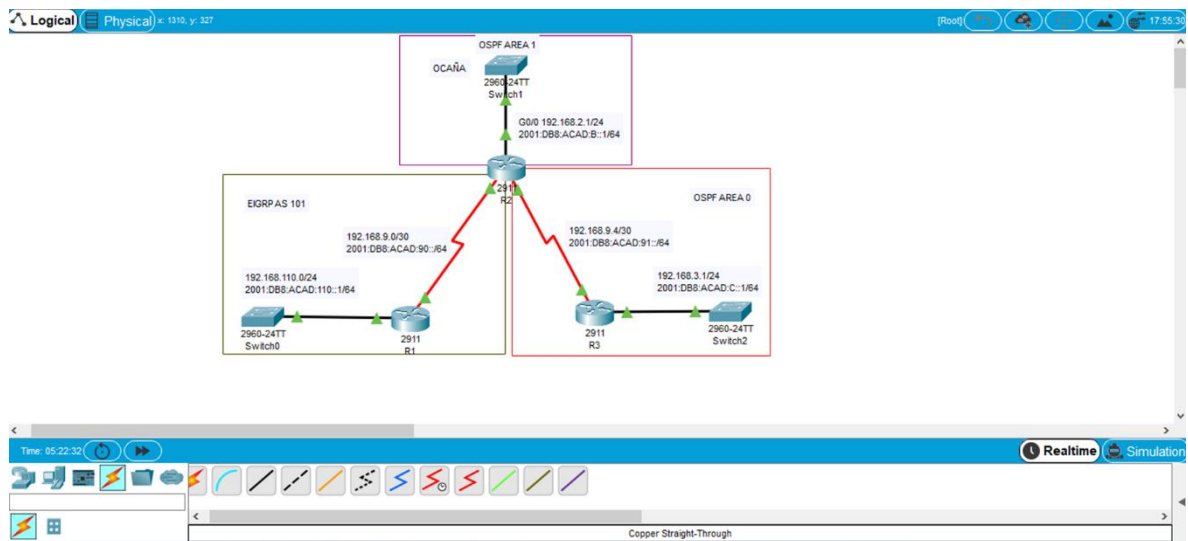 Logical
Physical
x: 1310, y: 327
[Root]
17:55:30
OSPF AREA 1
OCAÑA
2960-24TT
Switch1
G0/0 192.168.2.1/24
2001:DB8:ACAD:B::1/64
2911
R2
EIGRP AS 101
OSPF AREA 0
192.168.9.0/30
2001:DB8:ACAD:90::/64
192.168.9.4/30
2001:DB8:ACAD:91::/64
192.168.110.0/24
2001:DB8:ACAD:110::1/64
192.168.3.1/24
2001:DB8:ACAD:C::1/64
2960-24TT
Switch0
2911
R1
2911
R3
2960-24TT
Switch2
Time: 05:22:32
Realtime
Simulation
Copper Straight-Through